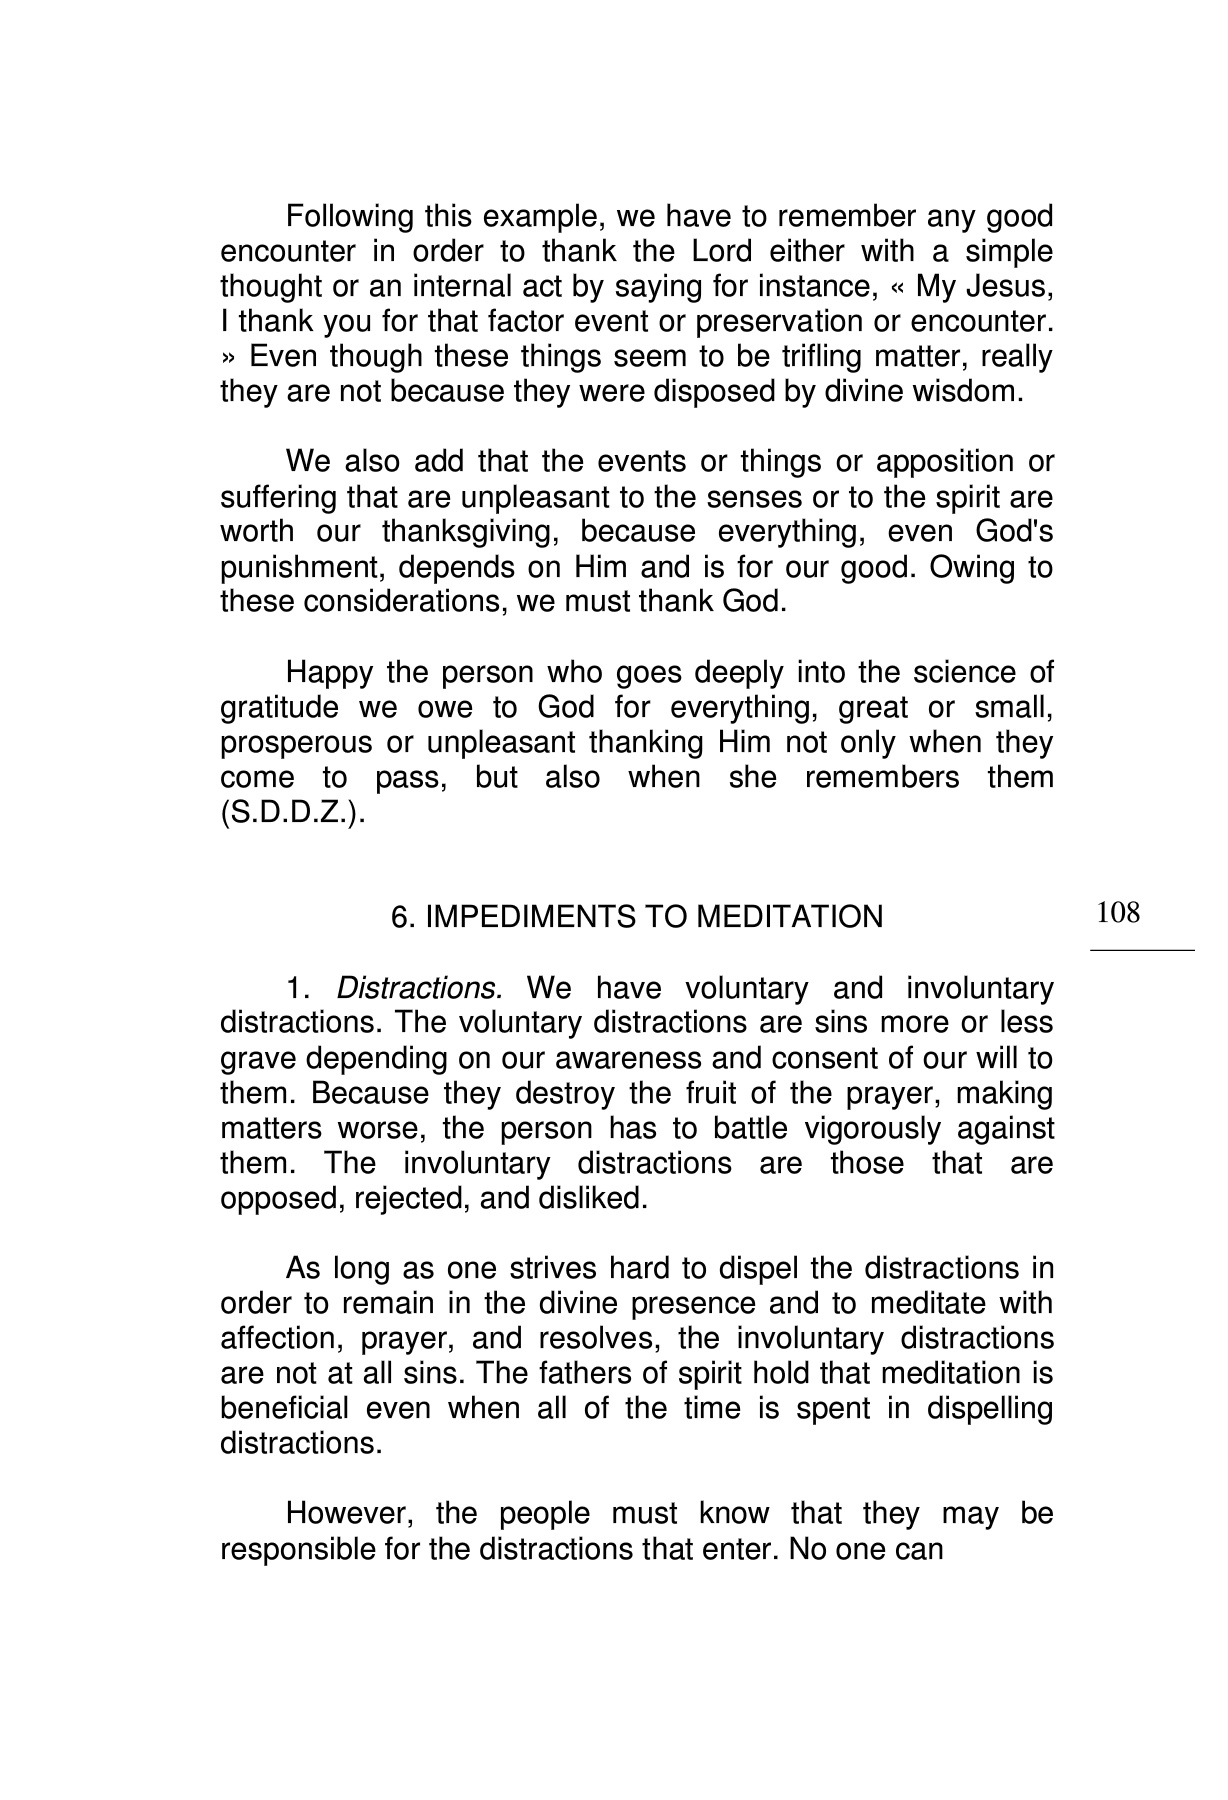 Following this example, we have to remember any good
encounter in order to thank the Lord either with a simple
thought or an internal act by saying for instance, « My Jesus,
I thank you for that factor event or preservation or encounter.
» Even though these things seem to be trifling matter, really
they are not because they were disposed by divine wisdom.
We also add that the events or things or apposition or
suffering that are unpleasant to the senses or to the spirit are
worth our thanksgiving, because everything, even God's
punishment, depends on Him and is for our good. Owing to
these considerations, we must thank God.
Happy the person who goes deeply into the science of
gratitude we owe to God for everything, great or small,
prosperous or unpleasant thanking Him not only when they
come to pass, but also when she remembers them
(S.D.D.Z.).
6. IMPEDIMENTS TO MEDITATION
108
1. Distractions. We have voluntary and involuntary
distractions. The voluntary distractions are sins more or less
grave depending on our awareness and consent of our will to
them. Because they destroy the fruit of the prayer, making
matters worse, the person has to battle vigorously against
them. The involuntary distractions are those that are
opposed, rejected, and disliked.
As long as one strives hard to dispel the distractions in
order to remain in the divine presence and to meditate with
affection, prayer, and resolves, the involuntary distractions
are not at all sins. The fathers of spirit hold that meditation is
beneficial even when all of the time is spent in dispelling
distractions.
However, the people must know that they may be
responsible for the distractions that enter. No one can